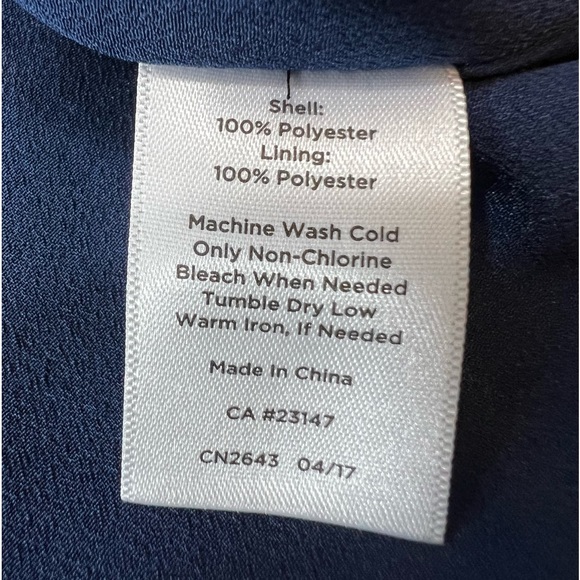 Shell:
100% Polyester
Lining:
100% Polyester
Machine Wash Cold
Only Non-Chlorine
Bleach When Needed
Tumble Dry Low
Warm Iron, If Needed
Made In China
CA #23147
CN2643 04/17